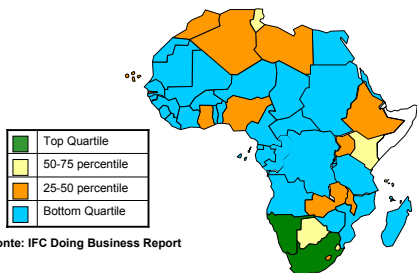 Top Quartile
50-75 percentile
25-50 percentile
Bottom Quartile
onte: IFC Doing Business Report